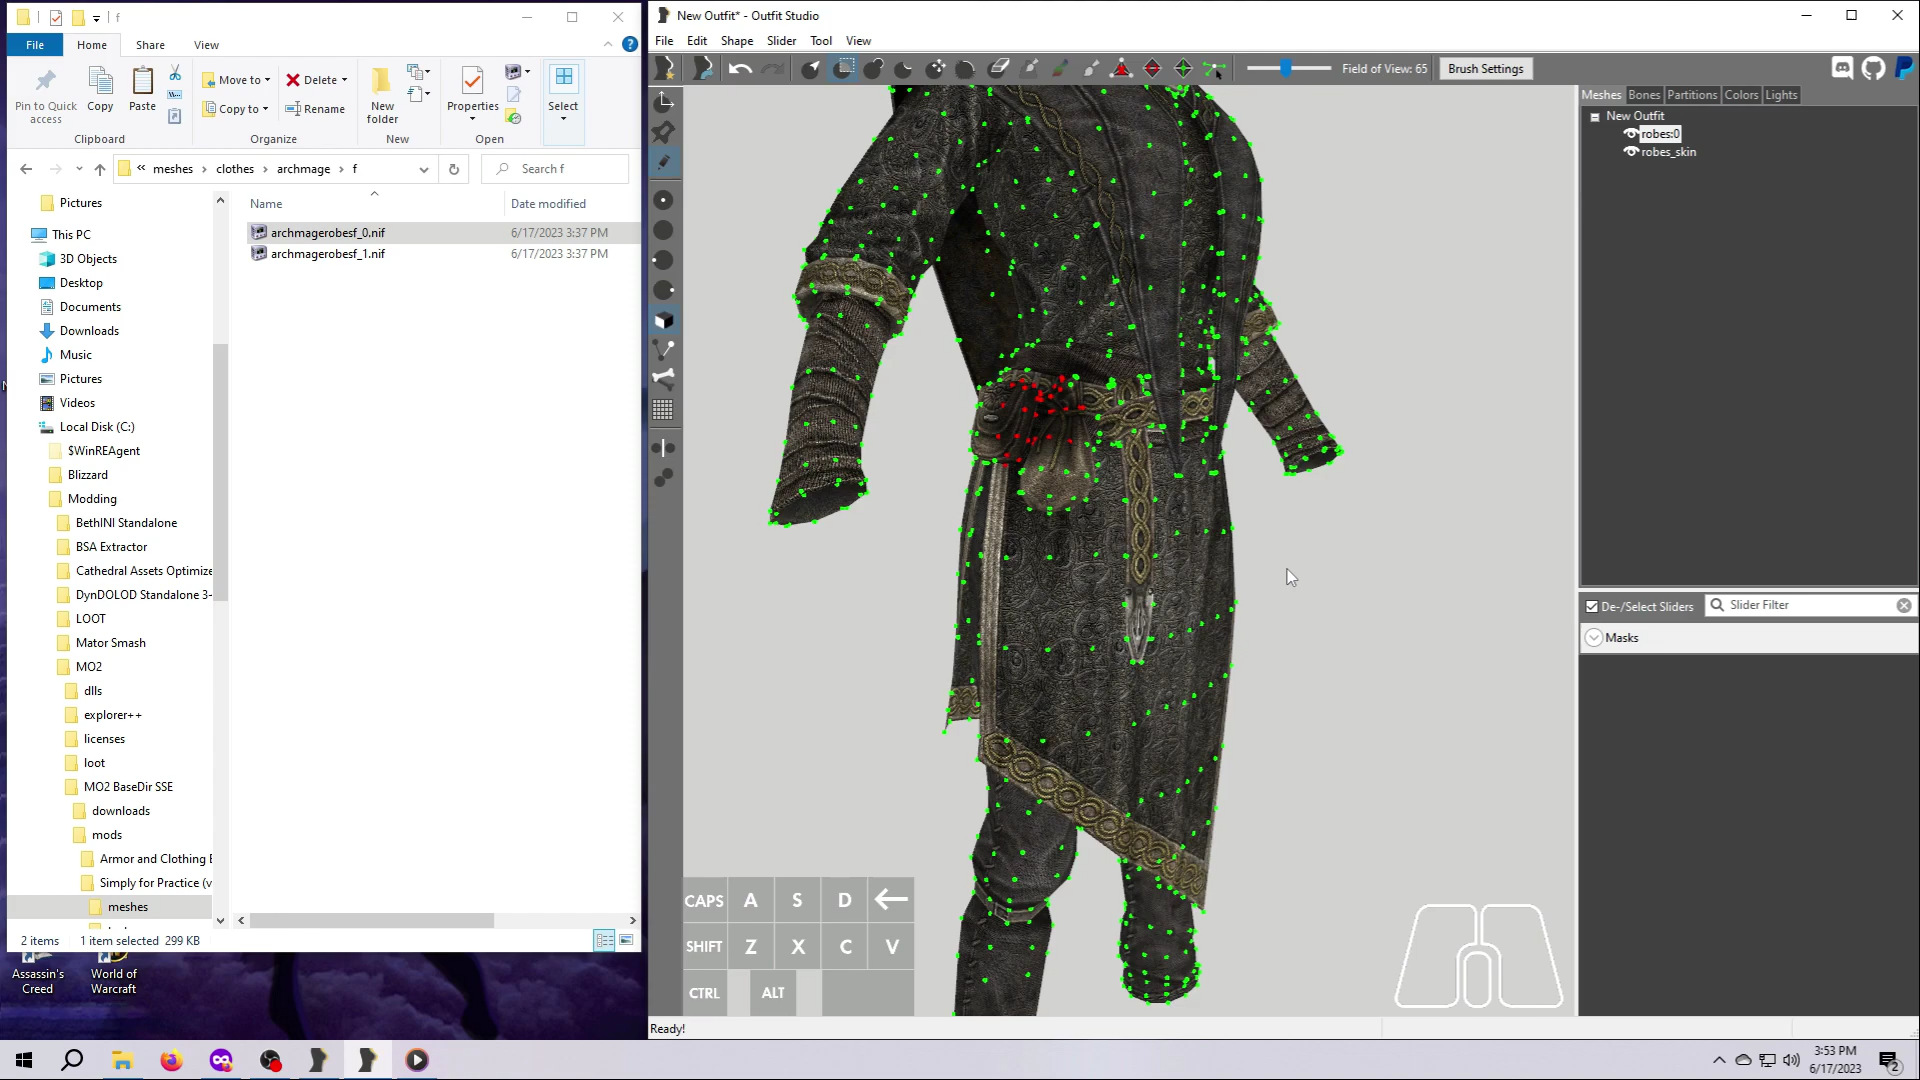 f
File
Home
Share
View
Pin to Quick access
Copy
Paste
Move to
Copy to
Delete
Rename
New folder
Properties
Select
Clipboard
Organize
New
Open
« meshes › clothes › archmage › f
Search f
Name
Date modified
archmagerobesf_0.nif 6/17/2023 3:37 PM
archmagerobesf_1.nif 6/17/2023 3:37 PM
Pictures
This PC
3D Objects
Desktop
Documents
Downloads
Music
Pictures
Videos
Local Disk (C:)
$WinREAgent
Blizzard
Modding
BethINI Standalone
BSA Extractor
Cathedral Assets Optimize
DynDOLOD Standalone 3-
LOOT
Mator Smash
MO2
dlls
explorer++
licenses
loot
MO2 BaseDir SSE
downloads
mods
Armor and Clothing E
Simply for Practice (v
meshes
2 items 1 item selected 299 KB
Assassin's Creed
World of Warcraft
New Outfit* - Outfit Studio
File Edit Shape Slider Tool View
Field of View: 65
Brush Settings
Meshes Bones Partitions Colors Lights
New Outfit
robes:0
robes_skin
De-/Select Sliders
Slider Filter
Masks
CAPS A S D ←
SHIFT Z X C V
CTRL ALT
Ready!
3:53 PM
6/17/2023
2